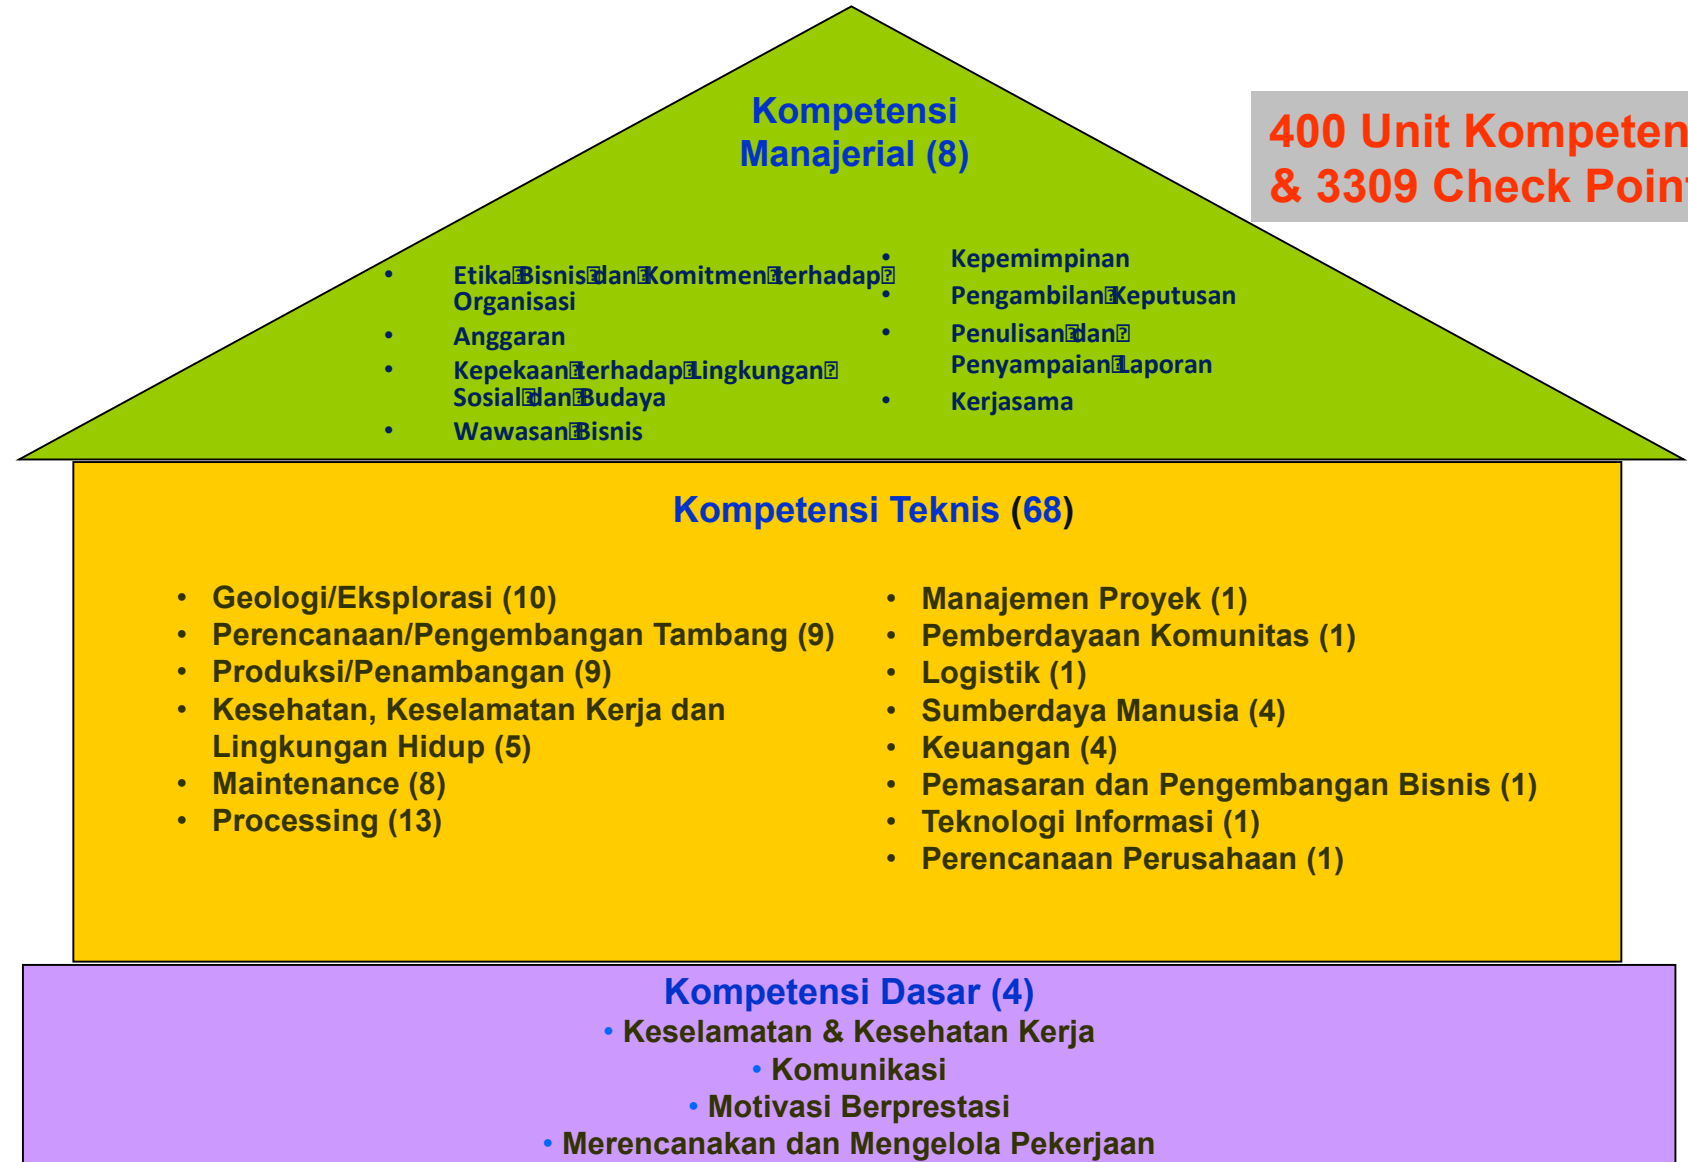 Kompetensi
Manajerial (8)
400 Unit Kompeten
& 3309 Check Poin
• Etika Bisnis dan Komitmen terhadap
Organisasi
• Anggaran
• Kepekaan terhadap Lingkungan
Sosial dan Budaya
• Wawasan Bisnis
• Kepemimpinan
• Pengambilan Keputusan
• Penulisan dan
Penyampaian Laporan
• Kerjasama
Kompetensi Teknis (68)
• Geologi/Eksplorasi (10)
• Perencanaan/Pengembangan Tambang (9)
• Produksi/Penambangan (9)
• Kesehatan, Keselamatan Kerja dan
Lingkungan Hidup (5)
• Maintenance (8)
• Processing (13)
• Manajemen Proyek (1)
• Pemberdayaan Komunitas (1)
• Logistik (1)
• Sumberdaya Manusia (4)
• Keuangan (4)
• Pemasaran dan Pengembangan Bisnis (1)
• Teknologi Informasi (1)
• Perencanaan Perusahaan (1)
Kompetensi Dasar (4)
• Keselamatan & Kesehatan Kerja
• Komunikasi
• Motivasi Berprestasi
• Merencanakan dan Mengelola Pekerjaan